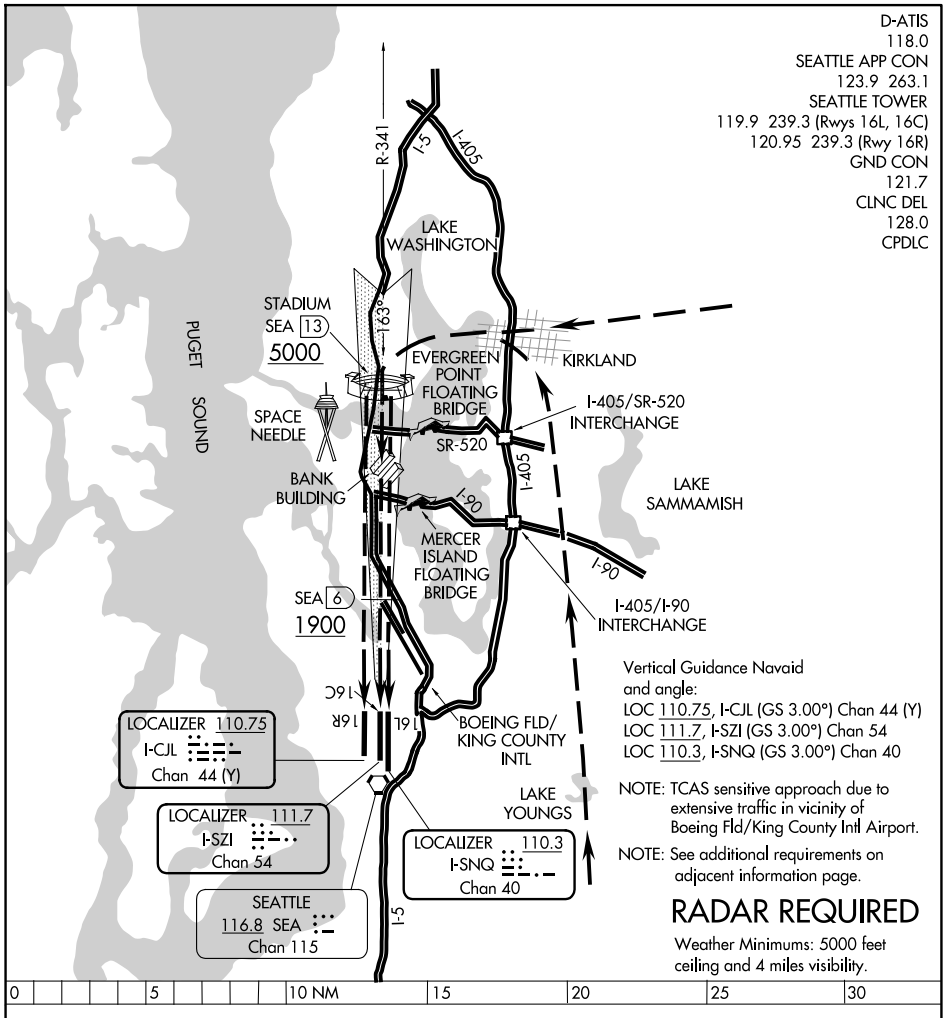 D-ATIS
118.0
SEATTLE APP CON
123.9 263.1
SEATTLE TOWER
119.9 239.3 (Rwys 16L, 16C)
120.95 239.3 (Rwy 16R)
GND CON
121.7
CLNC DEL
128.0
CPDLC
R-341
I-5
I-405
LAKE
WASHINGTON
STADIUM
SEA 13
5000
163°
PUGET
SOUND
EVERGREEN
POINT
FLOATING
BRIDGE
KIRKLAND
SPACE
NEEDLE
I-405/SR-520
INTERCHANGE
SR-520
I-405
BANK
BUILDING
I-90
LAKE
SAMMAMISH
MERCER
ISLAND
FLOATING
BRIDGE
I-90
SEA 6
1900
I-405/I-90
INTERCHANGE
16C
16R
16L
BOEING FLD/
KING COUNTY
INTL
Vertical Guidance Navaid
and angle:
LOC 110.75, I-CJL (GS 3.00°) Chan 44 (Y)
LOC 111.7, I-SZI (GS 3.00°) Chan 54
LOC 110.3, I-SNQ (GS 3.00°) Chan 40
LOCALIZER 110.75
I-CJL
Chan 44 (Y)
LAKE
YOUNGS
NOTE: TCAS sensitive approach due to
extensive traffic in vicinity of
Boeing Fld/King County Intl Airport.
LOCALIZER 111.7
I-SZI
Chan 54
LOCALIZER 110.3
I-SNQ
Chan 40
NOTE: See additional requirements on
adjacent information page.
SEATTLE
116.8 SEA
Chan 115
I-5
RADAR REQUIRED
Weather Minimums: 5000 feet
ceiling and 4 miles visibility.
0 5 10 NM 15 20 25 30